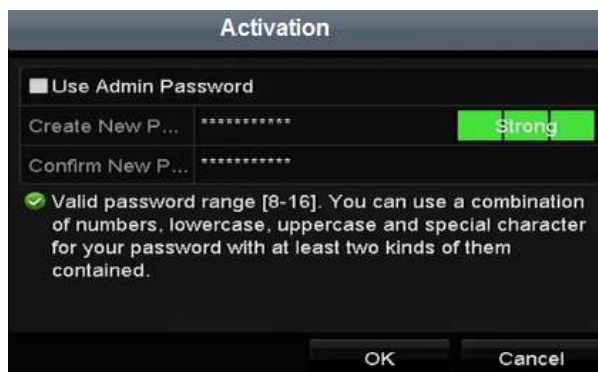 Activation
Use Admin Password
Create New P... ***********
Strong
Confirm New P... ***********
Valid password range [8-16]. You can use a combination
of numbers, lowercase, uppercase and special character
for your password with at least two kinds of them
contained.
OK Cancel